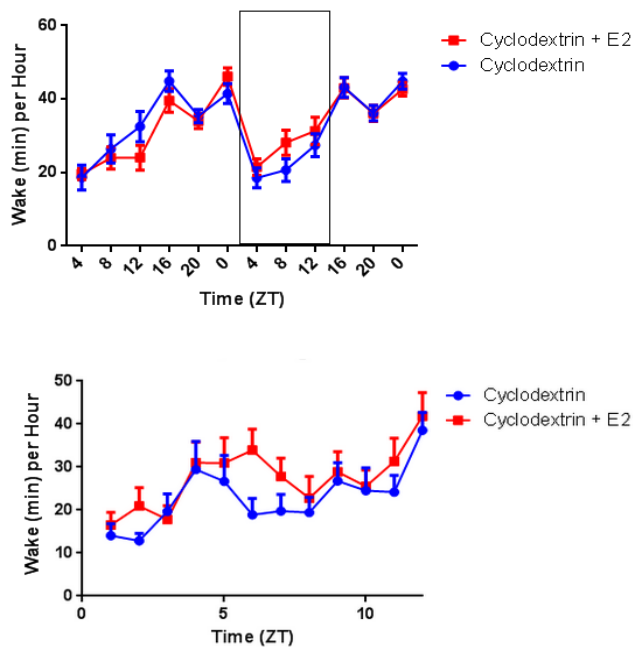 60
40
20
0
Wake (min) per Hour
4 8 12 16 20 0 4 8 12 16 20 0
Time (ZT)
Cyclodextrin + E2
Cyclodextrin
50
40
30
20
10
0
Wake (min) per Hour
0 5 10
Time (ZT)
Cyclodextrin
Cyclodextrin + E2